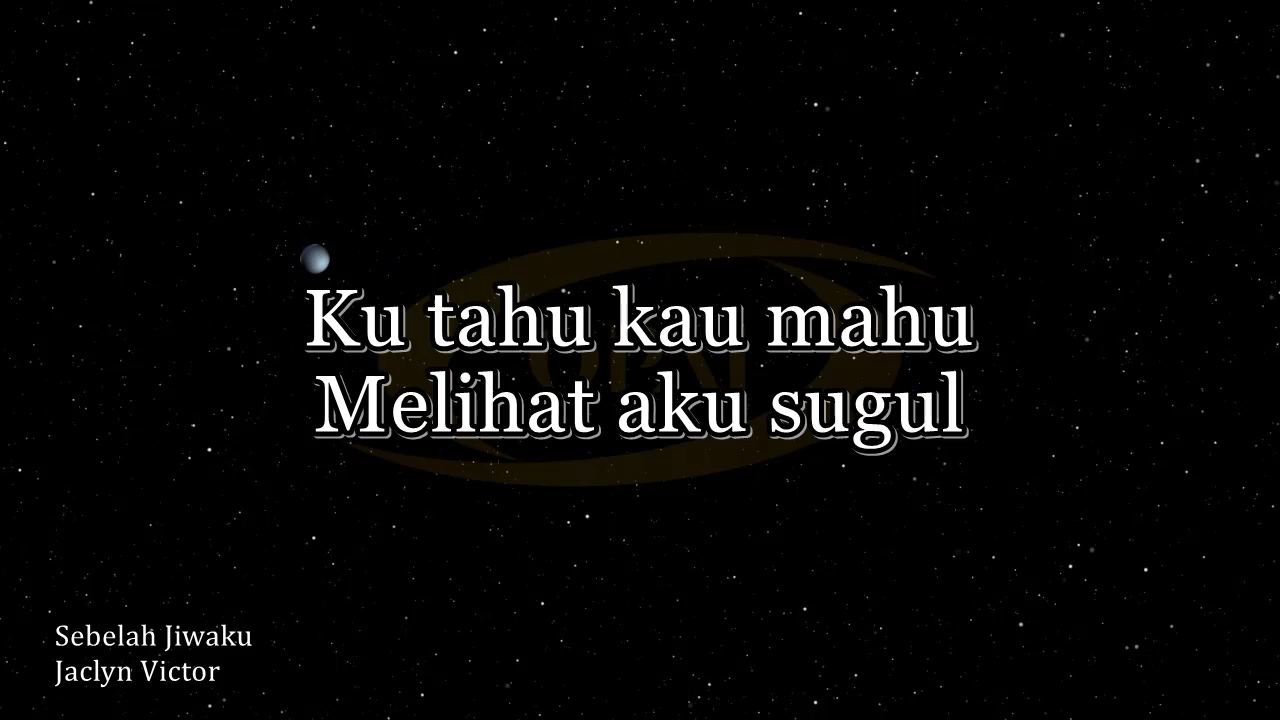 Ku tahu kau mahu
Melihat aku sugul
Sebelah Jiwaku
Jaclyn Victor